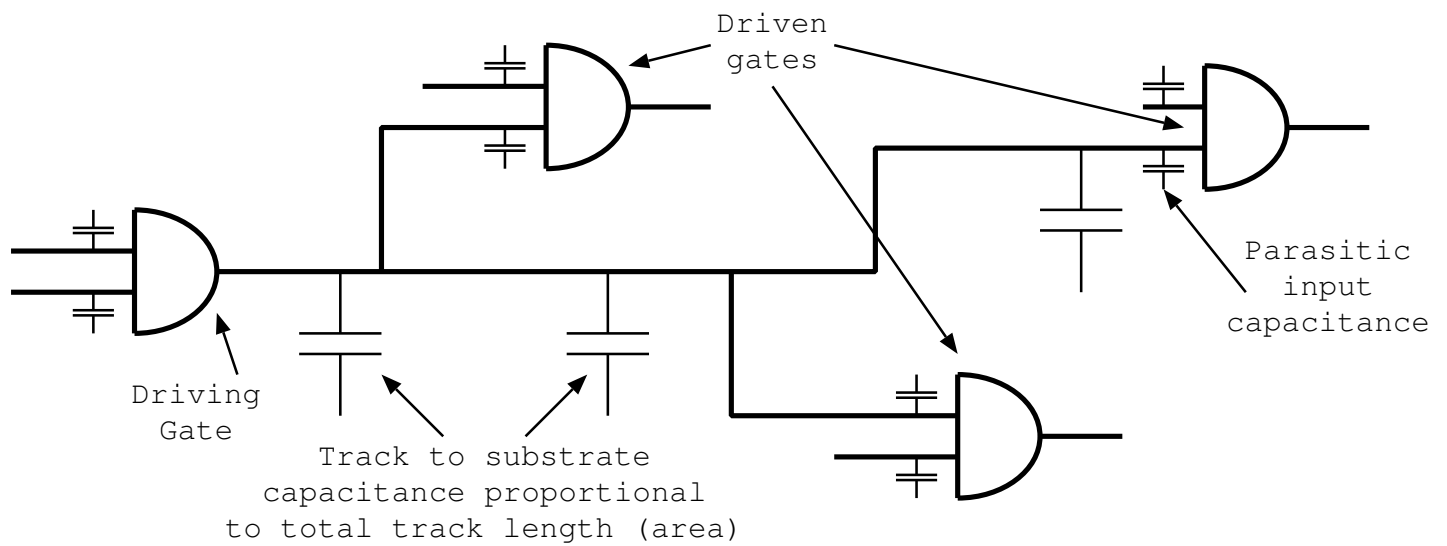 Driven
gates
Parasitic
input
capacitance
Driving
Gate
Track to substrate
capacitance proportional
to total track length (area)